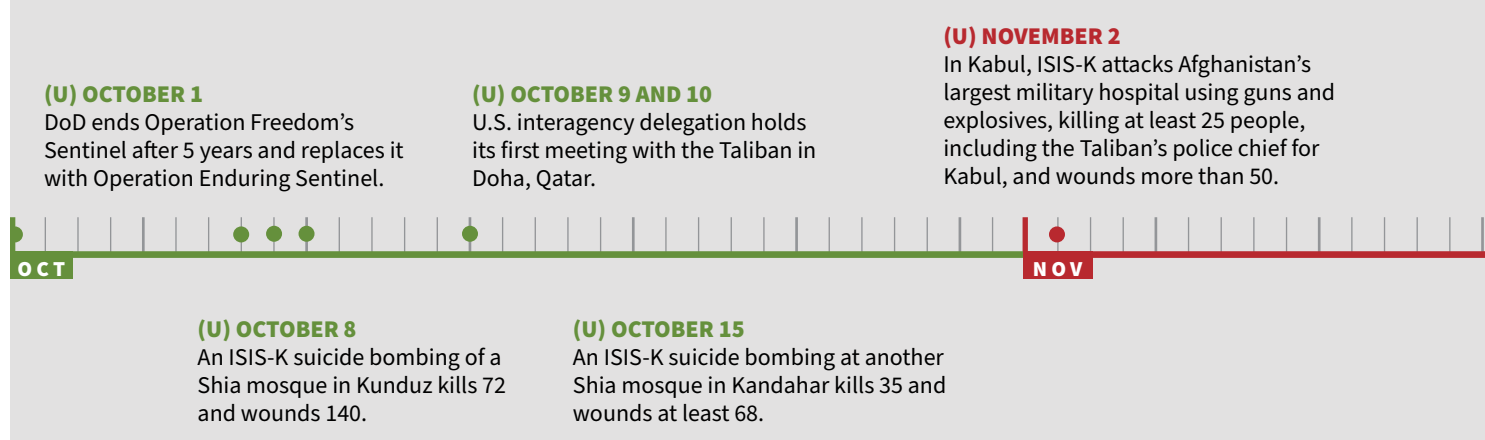 (U) OCTOBER 1
DoD ends Operation Freedom's
Sentinel after 5 years and replaces it
with Operation Enduring Sentinel.
(U) OCTOBER 9 AND 10
U.S. interagency delegation holds
its first meeting with the Taliban in
Doha, Qatar.
(U) NOVEMBER 2
In Kabul, ISIS-K attacks Afghanistan's
largest military hospital using guns and
explosives, killing at least 25 people,
including the Taliban's police chief for
Kabul, and wounds more than 50.
OCT
NOV
(U) OCTOBER 8
An ISIS-K suicide bombing of a
Shia mosque in Kunduz kills 72
and wounds 140.
(U) OCTOBER 15
An ISIS-K suicide bombing at another
Shia mosque in Kandahar kills 35 and
wounds at least 68.